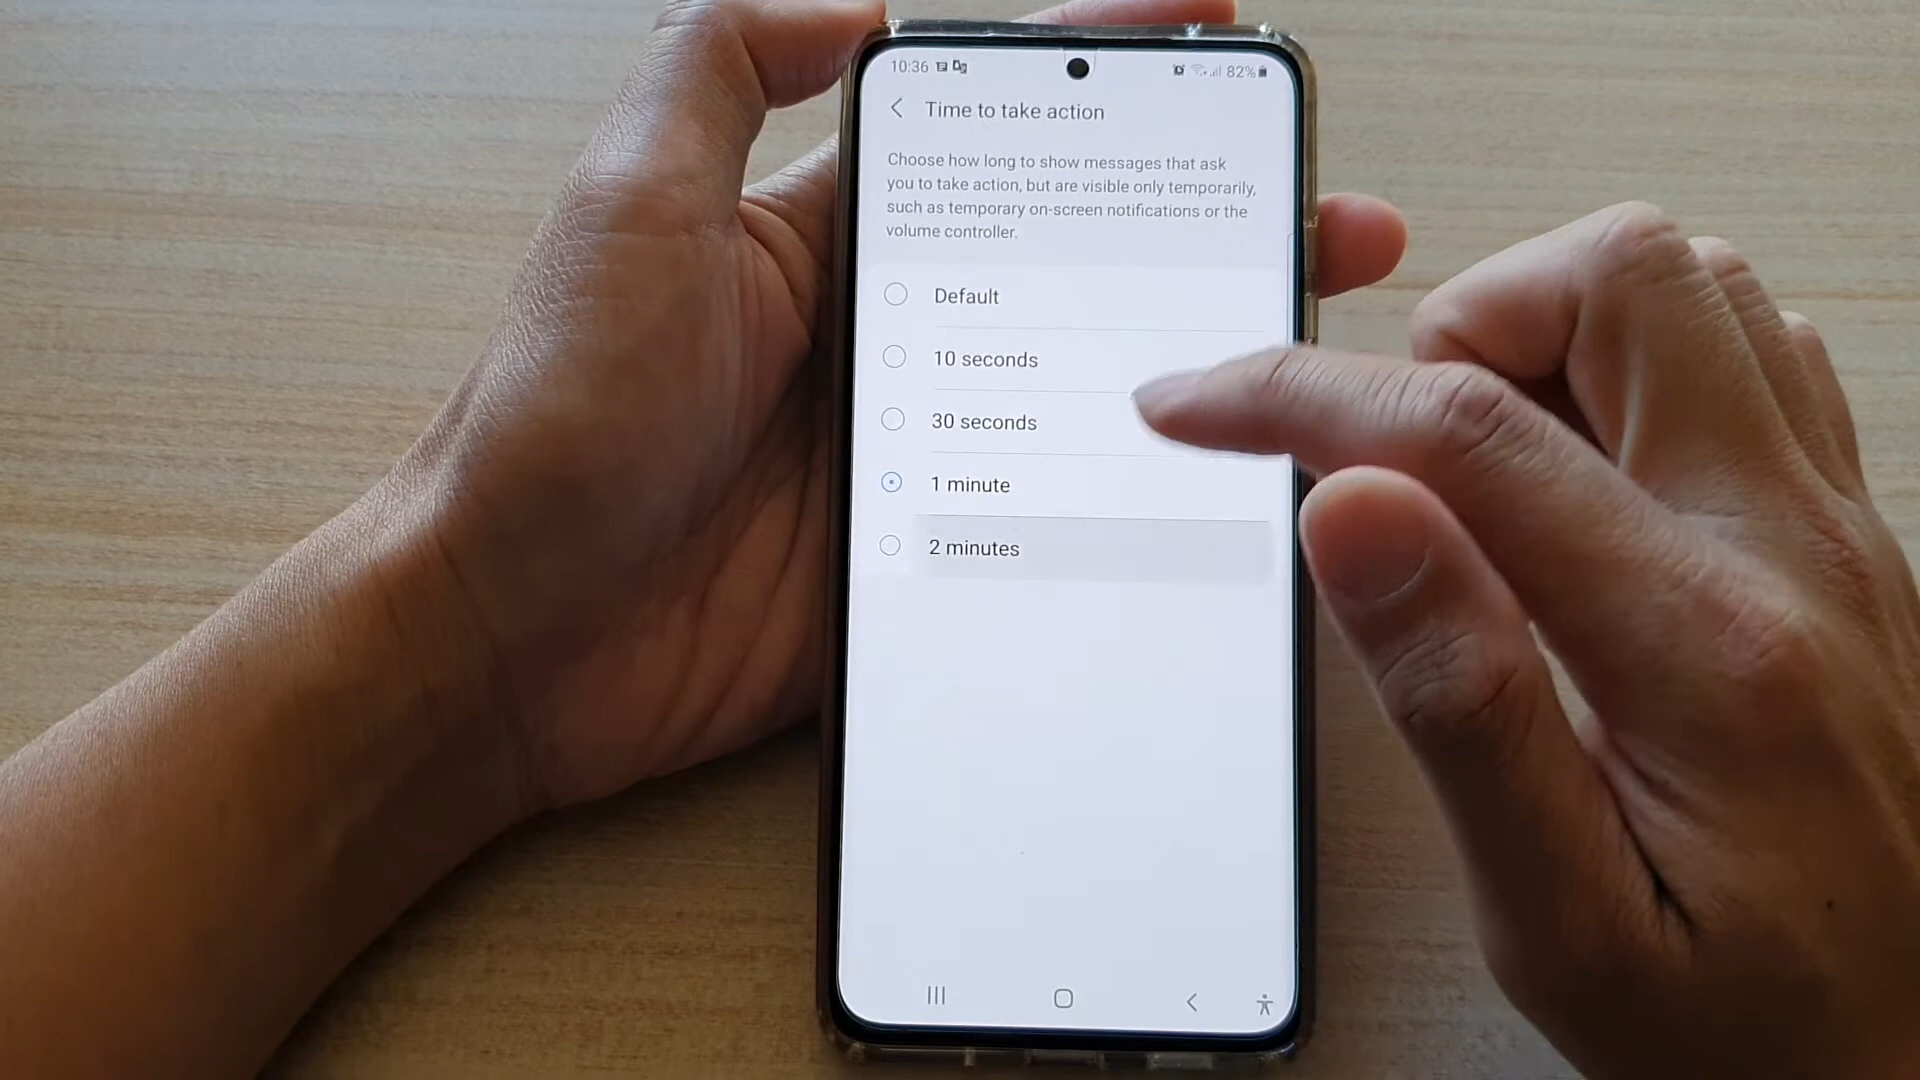 10:36
82%
Time to take action
Choose how long to show messages that ask
you to take action, but are visible only temporarily,
such as temporary on-screen notifications or the
volume controller.
Default
10 seconds
30 seconds
1 minute
2 minutes